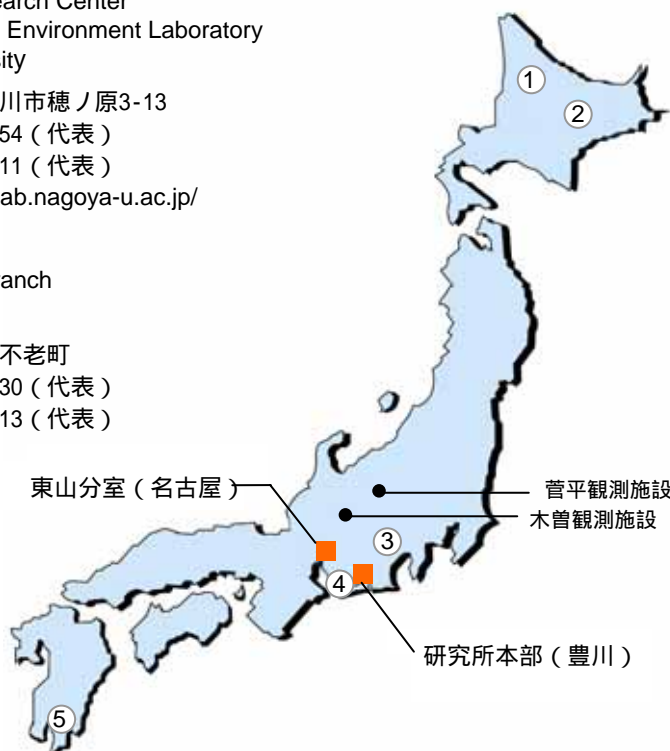 earch Center
Environment Laboratory
sity
川市穂ノ原3-13
54（代表）
11（代表）
ab.nagoya-u.ac.jp/
ranch
不老町
30（代表）
13（代表）
①
②
東山分室（名古屋）
菅平観測施設
木曽観測施設
③
④
研究所本部（豊川）
⑤